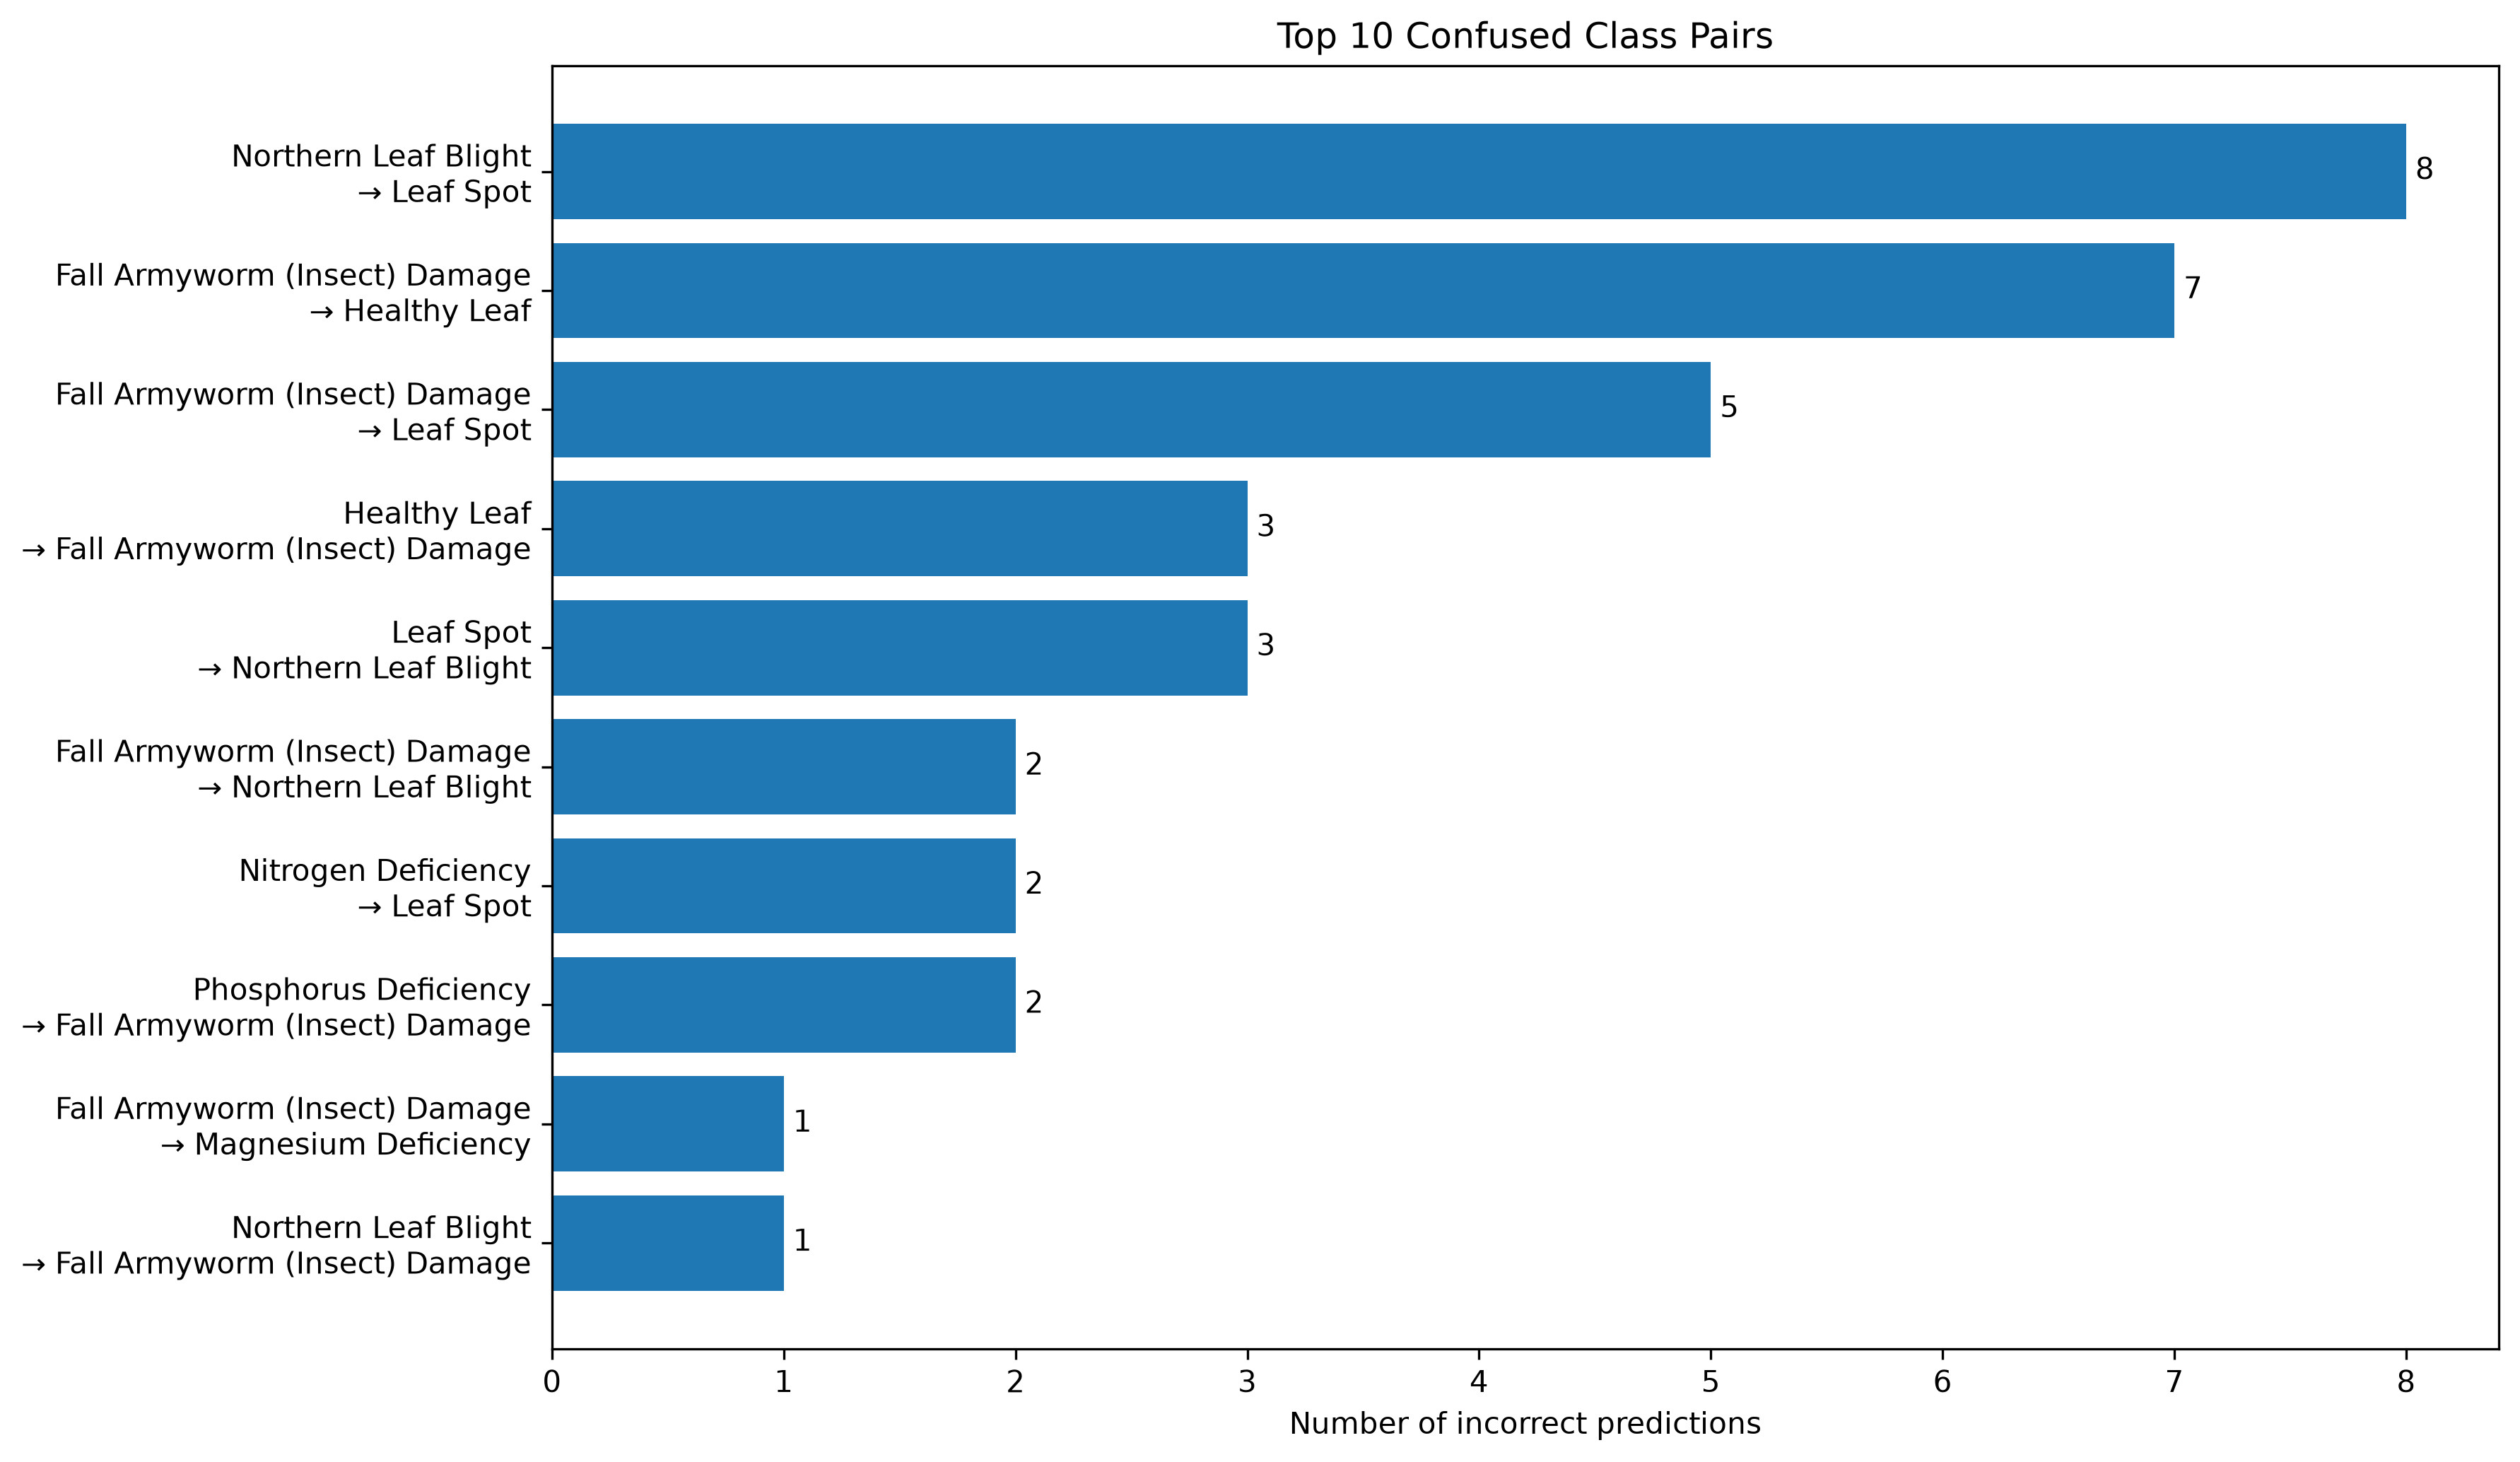 Top 10 Confused Class Pairs
Northern Leaf Blight
→ Leaf Spot
8
Fall Armyworm (Insect) Damage
→ Healthy Leaf
7
Fall Armyworm (Insect) Damage
→ Leaf Spot
5
Healthy Leaf
→ Fall Armyworm (Insect) Damage
3
Leaf Spot
→ Northern Leaf Blight
3
Fall Armyworm (Insect) Damage
→ Northern Leaf Blight
2
Nitrogen Deficiency
→ Leaf Spot
2
Phosphorus Deficiency
→ Fall Armyworm (Insect) Damage
2
Fall Armyworm (Insect) Damage
→ Magnesium Deficiency
1
Northern Leaf Blight
→ Fall Armyworm (Insect) Damage
1
0 1 2 3 4 5 6 7 8
Number of incorrect predictions